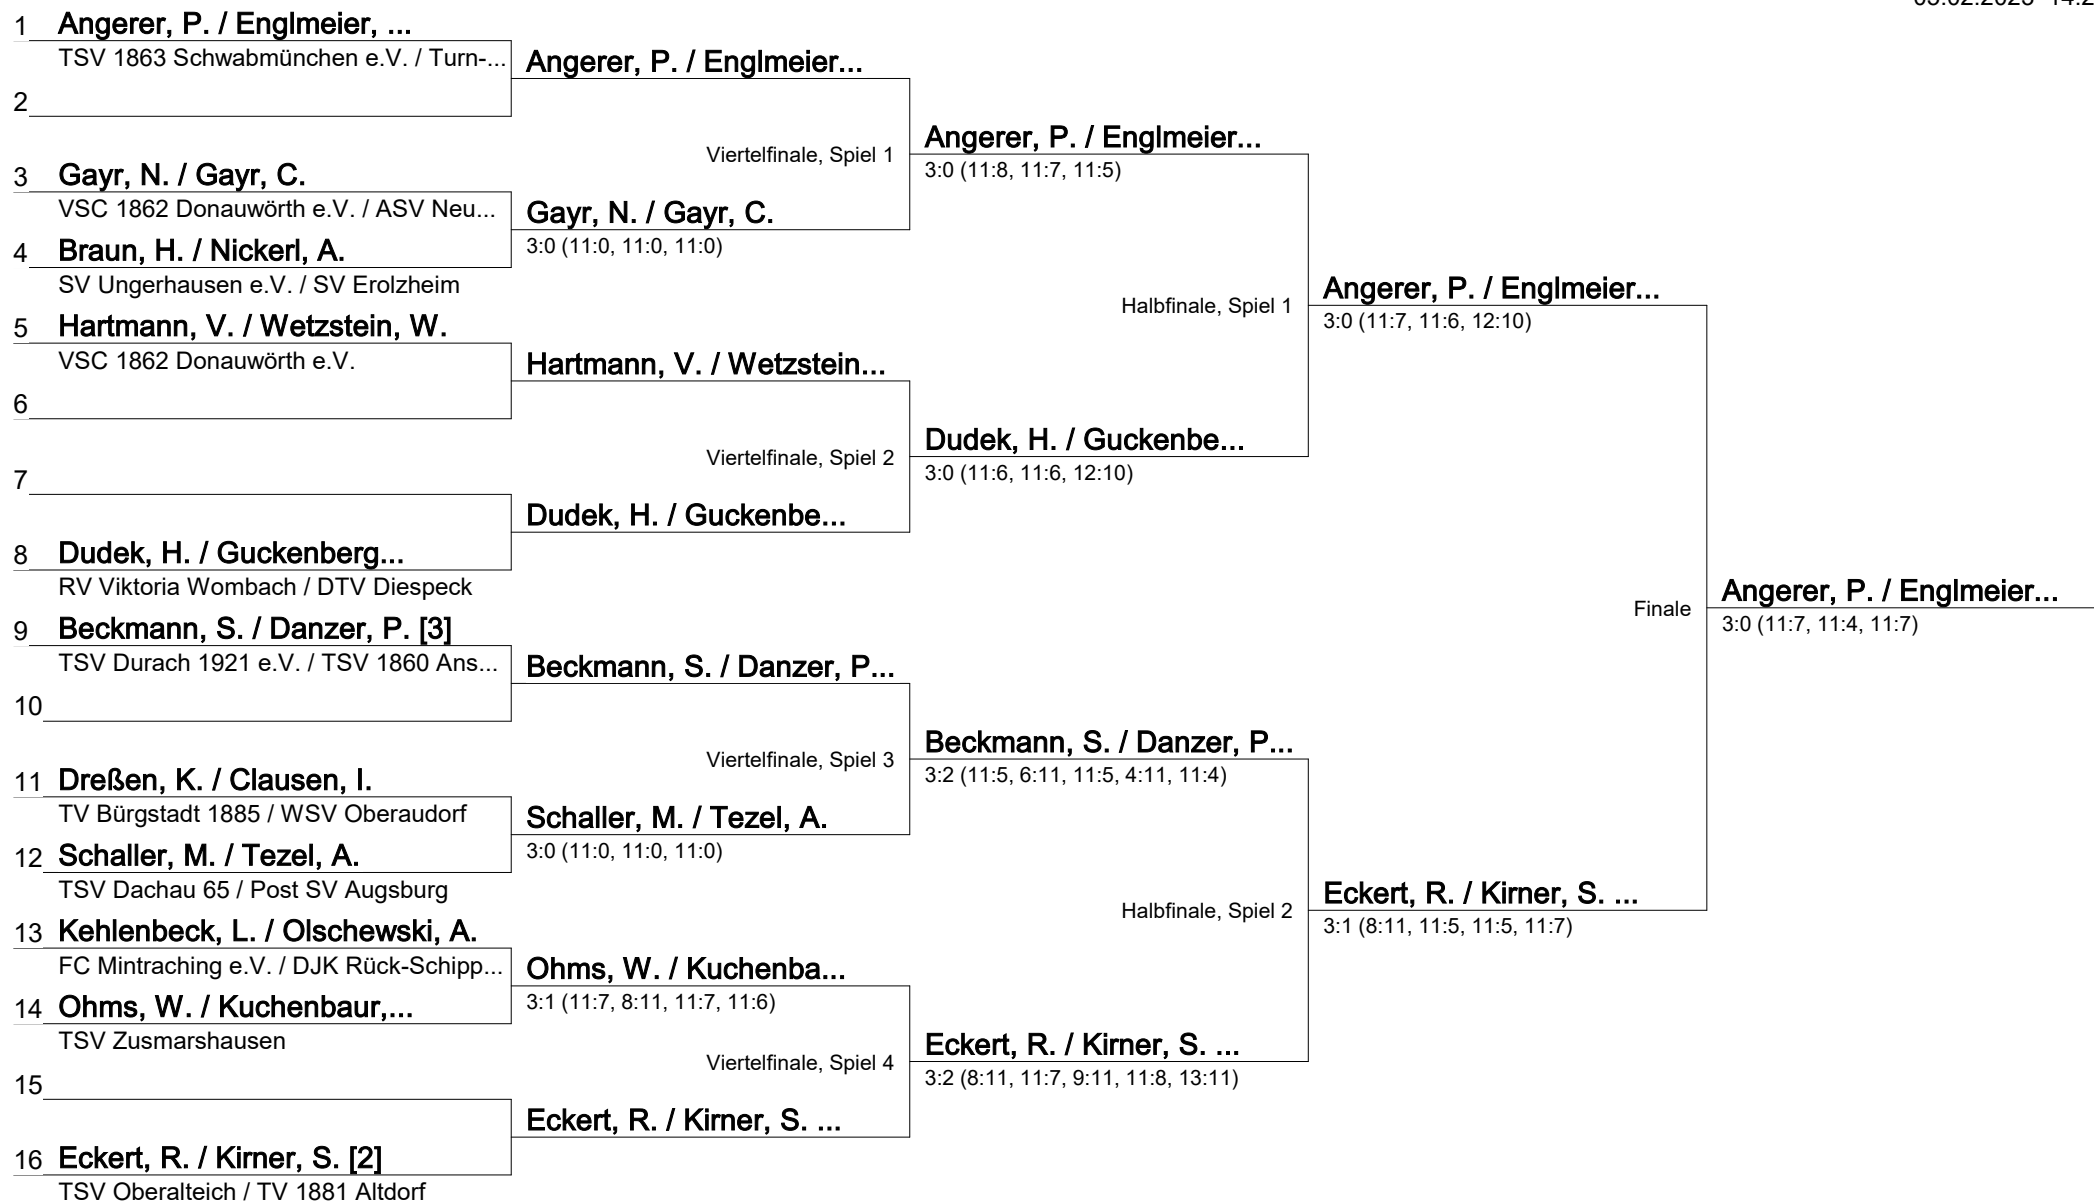 1 Angerer, P. / Englmeier, ...
TSV 1863 Schwabmünchen e.V. / Turn-...
2
3 Gayr, N. / Gayr, C.
VSC 1862 Donauwörth e.V. / ASV Neu...
4 Braun, H. / Nickerl, A.
SV Ungerhausen e.V. / SV Erolzheim
5 Hartmann, V. / Wetzstein, W.
VSC 1862 Donauwörth e.V.
6
7
8 Dudek, H. / Guckenberg...
RV Viktoria Wombach / DTV Diespeck
9 Beckmann, S. / Danzer, P. [3]
TSV Durach 1921 e.V. / TSV 1860 Ans...
10
11 Dreßen, K. / Clausen, I.
TV Bürgstadt 1885 / WSV Oberaudorf
12 Schaller, M. / Tezel, A.
TSV Dachau 65 / Post SV Augsburg
13 Kehlenbeck, L. / Olschewski, A.
FC Mintraching e.V. / DJK Rück-Schipp...
14 Ohms, W. / Kuchenbaur,...
TSV Zusmarshausen
15
16 Eckert, R. / Kirner, S. [2]
TSV Oberalteich / TV 1881 Altdorf
Angerer, P. / Englmeier...
Viertelfinale, Spiel 1
Gayr, N. / Gayr, C.
3:0 (11:0, 11:0, 11:0)
Hartmann, V. / Wetzstein...
Viertelfinale, Spiel 2
Dudek, H. / Guckenbe...
Beckmann, S. / Danzer, P...
Viertelfinale, Spiel 3
Schaller, M. / Tezel, A.
3:0 (11:0, 11:0, 11:0)
Ohms, W. / Kuchenba...
3:1 (11:7, 8:11, 11:7, 11:6)
Viertelfinale, Spiel 4
Eckert, R. / Kirner, S. ...
Angerer, P. / Englmeier...
3:0 (11:8, 11:7, 11:5)
Halbfinale, Spiel 1
Dudek, H. / Guckenbe...
3:0 (11:6, 11:6, 12:10)
Beckmann, S. / Danzer, P...
3:2 (11:5, 6:11, 11:5, 4:11, 11:4)
Halbfinale, Spiel 2
Eckert, R. / Kirner, S. ...
3:2 (8:11, 11:7, 9:11, 11:8, 13:11)
Angerer, P. / Englmeier...
3:0 (11:7, 11:6, 12:10)
Finale
Eckert, R. / Kirner, S. ...
3:1 (8:11, 11:5, 11:5, 11:7)
Angerer, P. / Englmeier...
3:0 (11:7, 11:4, 11:7)